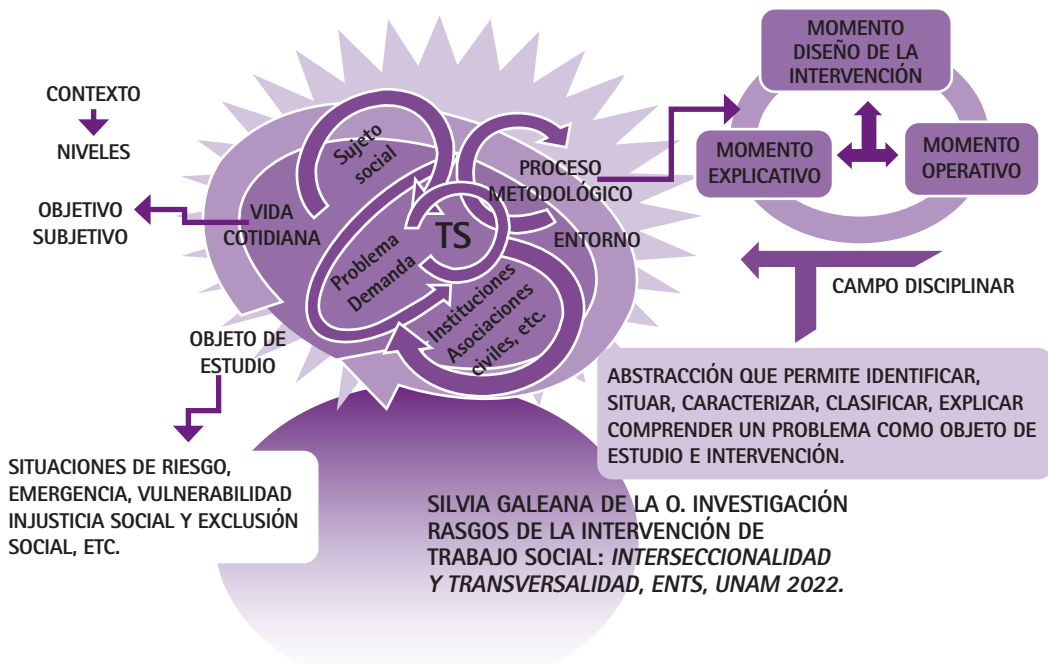 CONTEXTO
NIVELES
OBJETIVO
SUBJETIVO
VIDA
COTIDIANA
Sujeto
social
Problema
Demanda
TS
Instituciones
Asociaciones
civiles, etc.
PROCESO
METODOLÓGICO
ENTORNO
MOMENTO
DISEÑO DE LA
INTERVENCIÓN
MOMENTO
EXPLICATIVO
MOMENTO
OPERATIVO
CAMPO DISCIPLINAR
ABSTRACCIÓN QUE PERMITE IDENTIFICAR,
SITUAR, CARACTERIZAR, CLASIFICAR, EXPLICAR
COMPRENDER UN PROBLEMA COMO OBJETO DE
ESTUDIO E INTERVENCIÓN.
OBJETO DE
ESTUDIO
SITUACIONES DE RIESGO,
EMERGENCIA, VULNERABILIDAD
INJUSTICIA SOCIAL Y EXCLUSIÓN
SOCIAL, ETC.
SILVIA GALEANA DE LA O. INVESTIGACIÓN
RASGOS DE LA INTERVENCIÓN DE
TRABAJO SOCIAL: INTERSECCIONALIDAD
Y TRANSVERSALIDAD, ENTS, UNAM 2022.